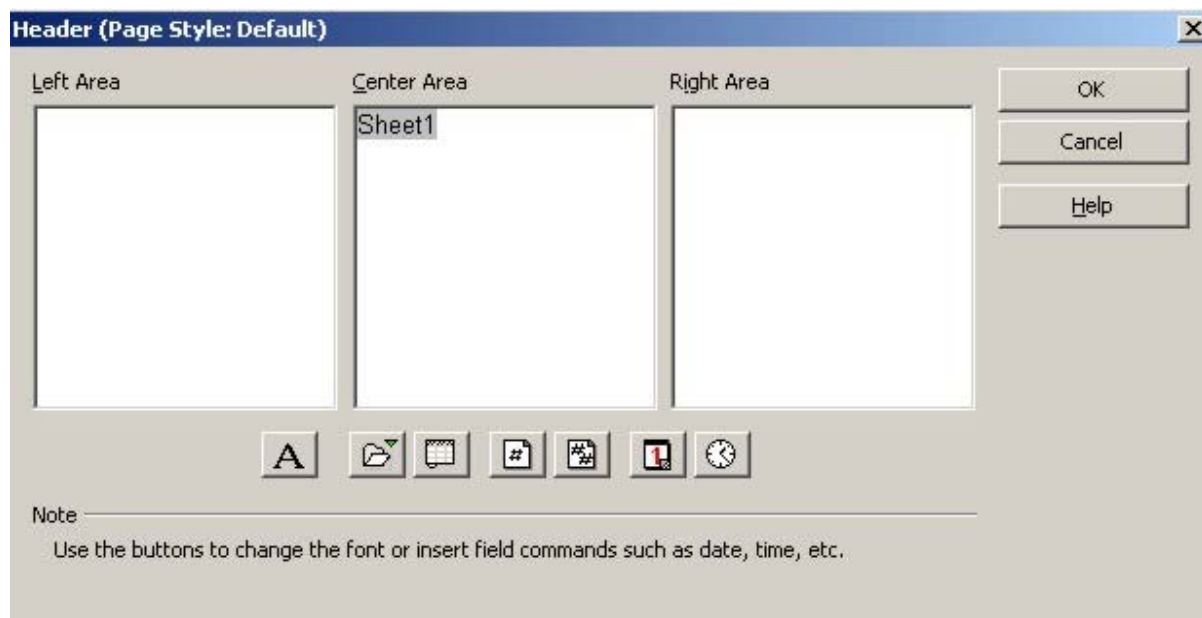 Header (Page Style: Default)
Left Area
Center Area
Right Area
OK
Sheet1
Cancel
Help
A
#
##
1
Note
Use the buttons to change the font or insert field commands such as date, time, etc.